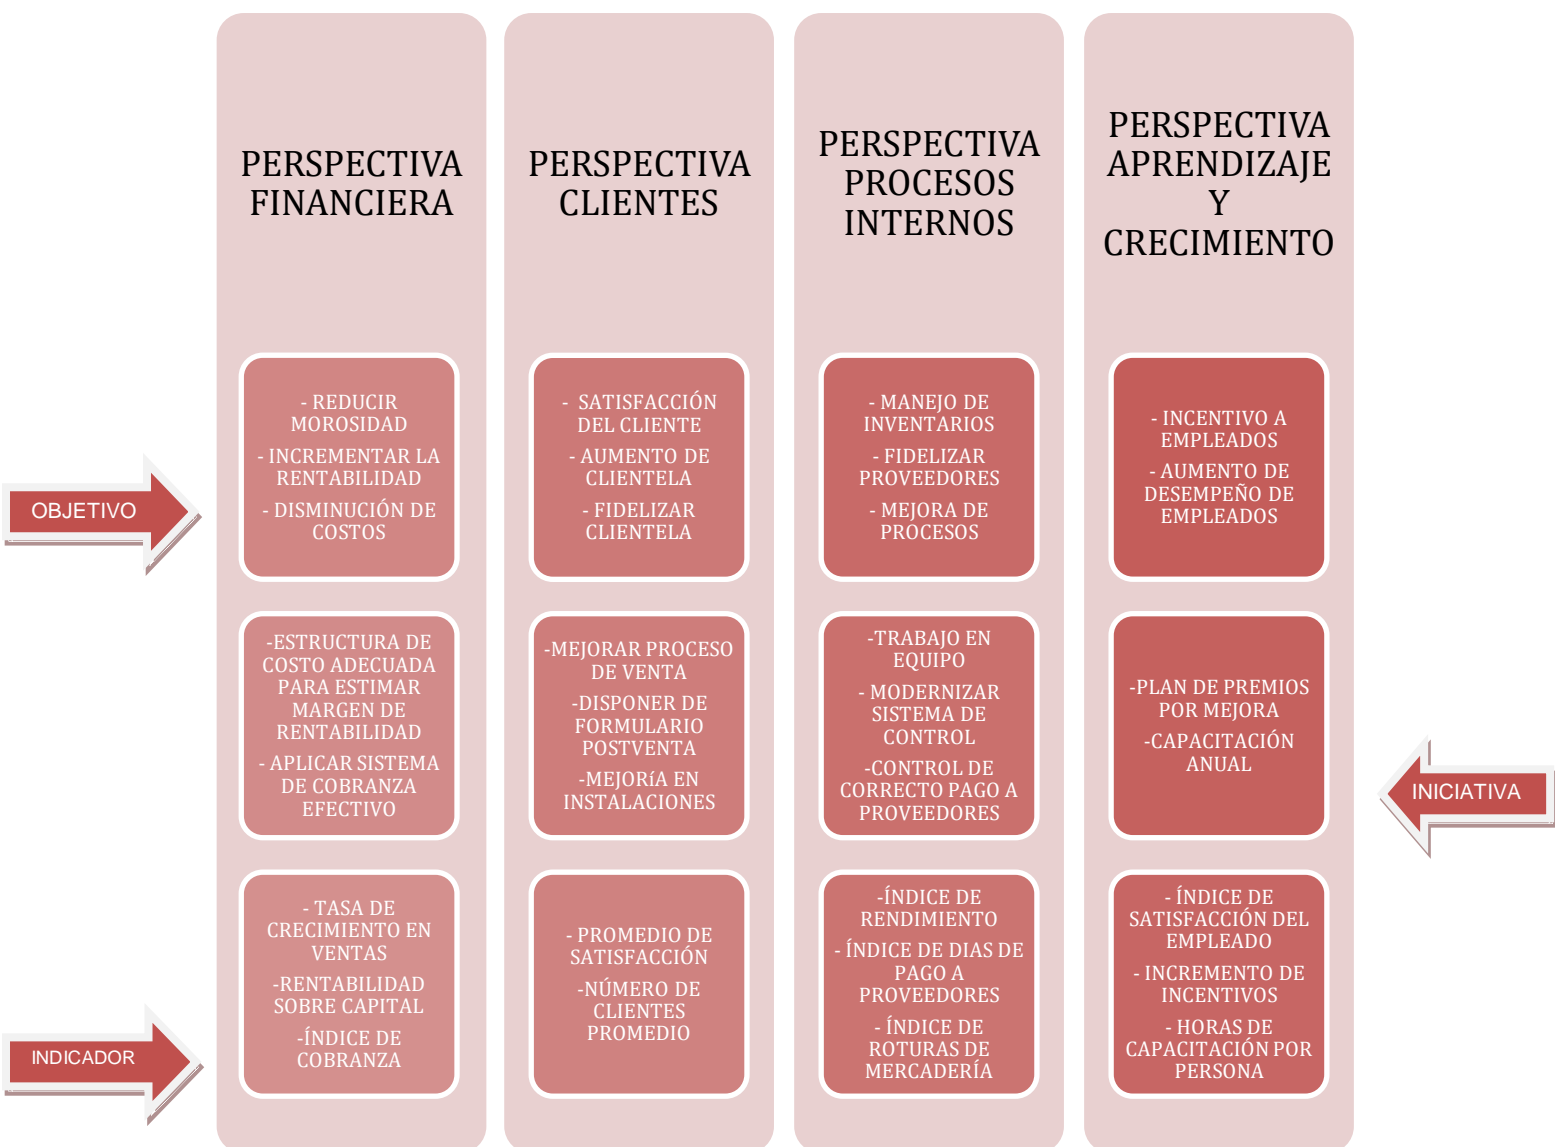 PERSPECTIVA
FINANCIERA
PERSPECTIVA
CLIENTES
PERSPECTIVA
PROCESOS
INTERNOS
PERSPECTIVA
APRENDIZAJE
Y
CRECIMIENTO
OBJETIVO
- REDUCIR
MOROSIDAD
- INCREMENTAR LA
RENTABILIDAD
- DISMINUCIÓN DE
COSTOS
- SATISFACCIÓN
DEL CLIENTE
- AUMENTO DE
CLIENTELA
- FIDELIZAR
CLIENTELA
- MANEJO DE
INVENTARIOS
- FIDELIZAR
PROVEEDORES
- MEJORA DE
PROCESOS
- INCENTIVO A
EMPLEADOS
- AUMENTO DE
DESEMPEÑO DE
EMPLEADOS
-ESTRUCTURA DE
COSTO ADECUADA
PARA ESTIMAR
MARGEN DE
RENTABILIDAD
- APLICAR SISTEMA
DE COBRANZA
EFECTIVO
-MEJORAR PROCESO
DE VENTA
-DISPONER DE
FORMULARIO
POSTVENTA
-MEJORíA EN
INSTALACIONES
-TRABAJO EN
EQUIPO
- MODERNIZAR
SISTEMA DE
CONTROL
-CONTROL DE
CORRECTO PAGO A
PROVEEDORES
-PLAN DE PREMIOS
POR MEJORA
-CAPACITACIÓN
ANUAL
INICIATIVA
INDICADOR
- TASA DE
CRECIMIENTO EN
VENTAS
-RENTABILIDAD
SOBRE CAPITAL
-ÍNDICE DE
COBRANZA
- PROMEDIO DE
SATISFACCIÓN
-NÚMERO DE
CLIENTES
PROMEDIO
-ÍNDICE DE
RENDIMIENTO
- ÍNDICE DE DIAS DE
PAGO A
PROVEEDORES
- ÍNDICE DE
ROTURAS DE
MERCADERÍA
- ÍNDICE DE
SATISFACCIÓN DEL
EMPLEADO
- INCREMENTO DE
INCENTIVOS
- HORAS DE
CAPACITACIÓN POR
PERSONA